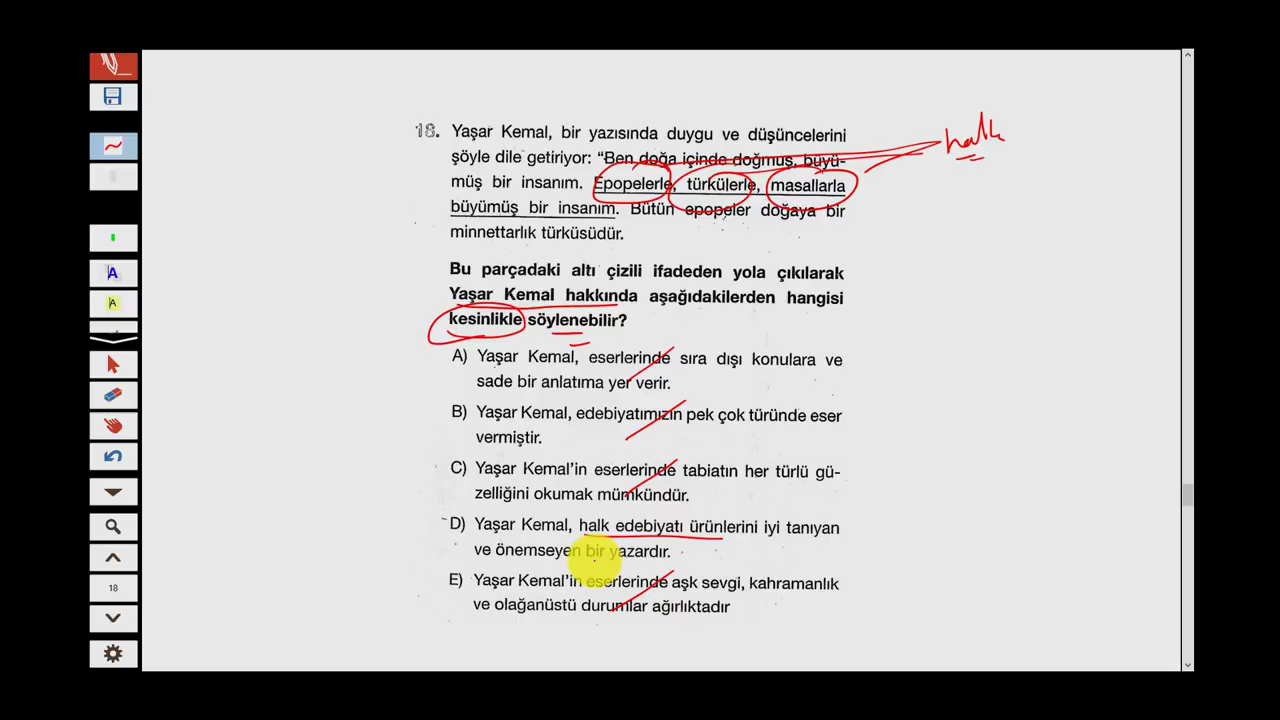 halk
18. Yaşar Kemal, bir yazısında duygu ve düşüncelerini
şöyle dile getiriyor: “Ben doğa içinde doğmuş, büyü-
müş bir insanım. Epopelerle, türkülerle, masallarla
büyümüş bir insanım. Bütün epopeler doğaya bir
minnettarlık türküsüdür.
Bu parçadaki altı çizili ifadeden yola çıkılarak
Yaşar Kemal hakkında aşağıdakilerden hangisi
kesinlikle söylenebilir?
A) Yaşar Kemal, eserlerinde sıra dışı konulara ve
sade bir anlatıma yer verir.
B) Yaşar Kemal, edebiyatımızın pek çok türünde eser
vermiştir.
C) Yaşar Kemal’in eserlerinde tabiatın her türlü gü-
zelliğini okumak mümkündür.
D) Yaşar Kemal, halk edebiyatı ürünlerini iyi tanıyan
ve önemseyen bir yazardır.
E) Yaşar Kemal’in eserlerinde aşk sevgi, kahramanlık
ve olağanüstü durumlar ağırlıktadır
A
A
18